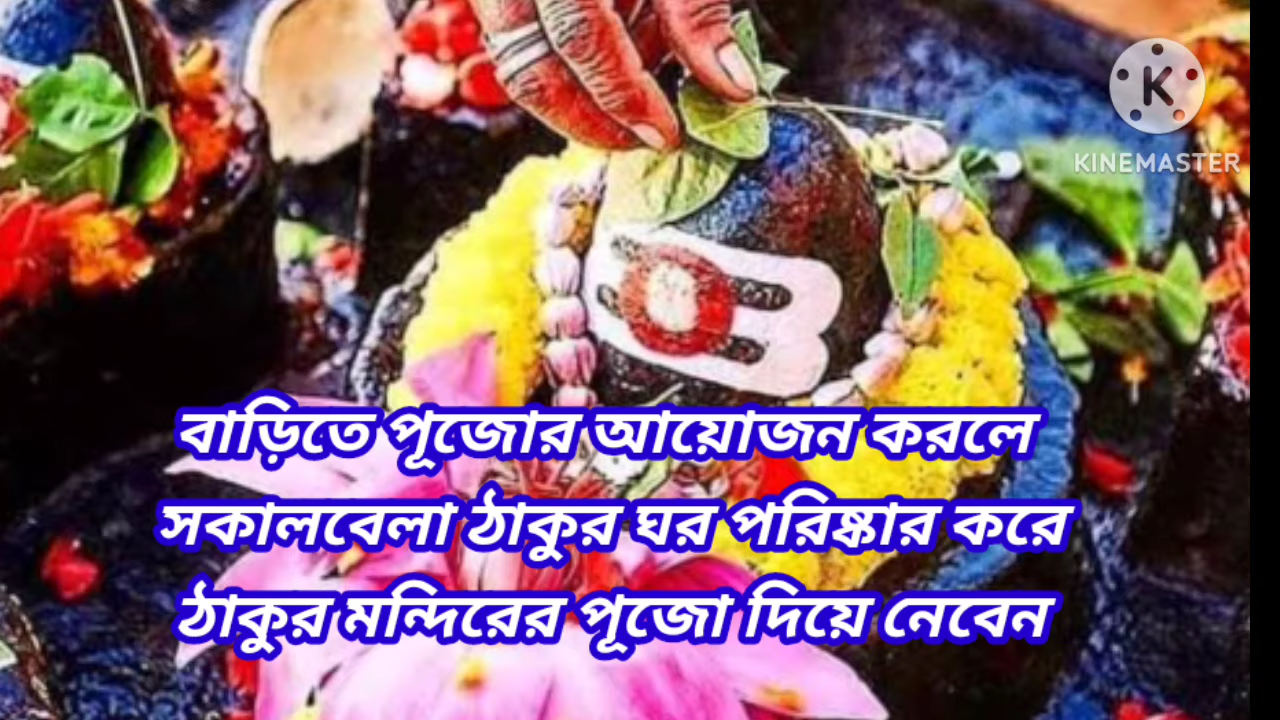 K
KINEMASTER
বাড়িতে পূজোর আয়োজন করলে
সকালবেলা ঠাকুর ঘর পরিষ্কার করে
ঠাকুর মন্দিরের পূজো দিয়ে নেবেন